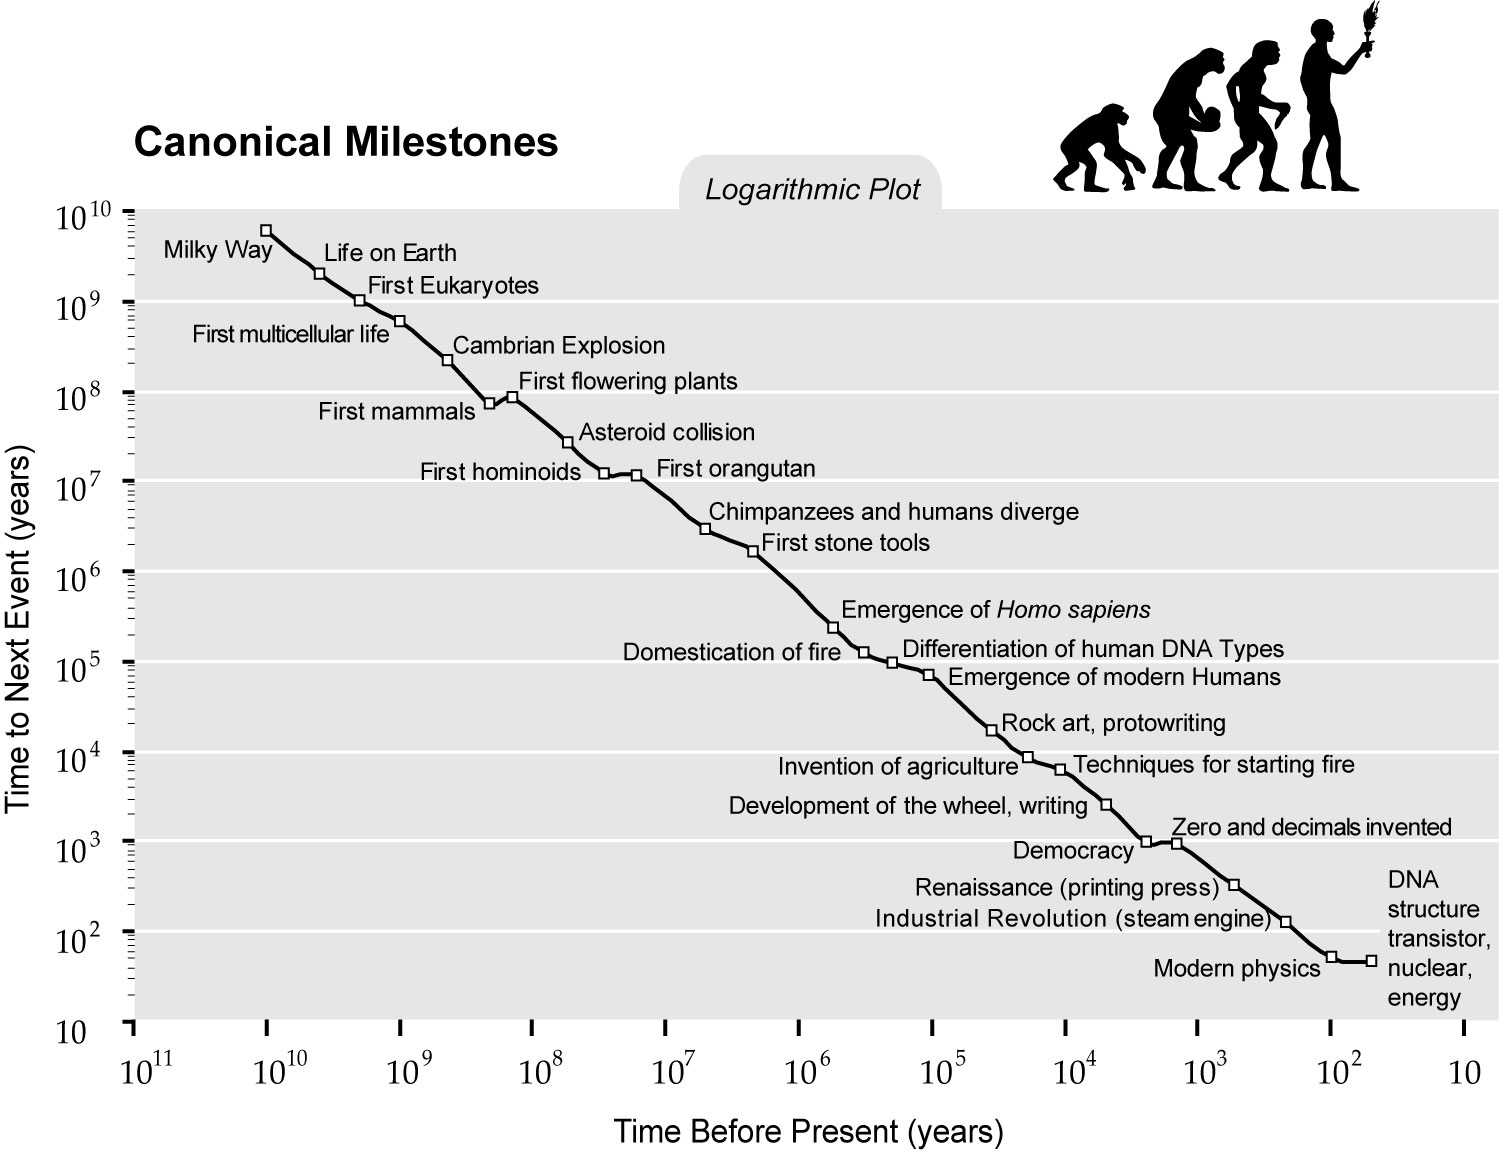 Canonical Milestones
Logarithmic Plot
Time to Next Event (years)
10^10
10^9
10^8
10^7
10^6
10^5
10^4
10^3
10^2
10
Milky Way
Life on Earth
First Eukaryotes
First multicellular life
Cambrian Explosion
First flowering plants
First mammals
Asteroid collision
First hominoids
First orangutan
Chimpanzees and humans diverge
First stone tools
Emergence of Homo sapiens
Domestication of fire
Differentiation of human DNA Types
Emergence of modern Humans
Rock art, protowriting
Invention of agriculture
Techniques for starting fire
Development of the wheel, writing
Zero and decimals invented
Democracy
Renaissance (printing press)
Industrial Revolution (steam engine)
Modern physics
DNA
structure
transistor,
nuclear,
energy
10^11 10^10 10^9 10^8 10^7 10^6 10^5 10^4 10^3 10^2 10
Time Before Present (years)